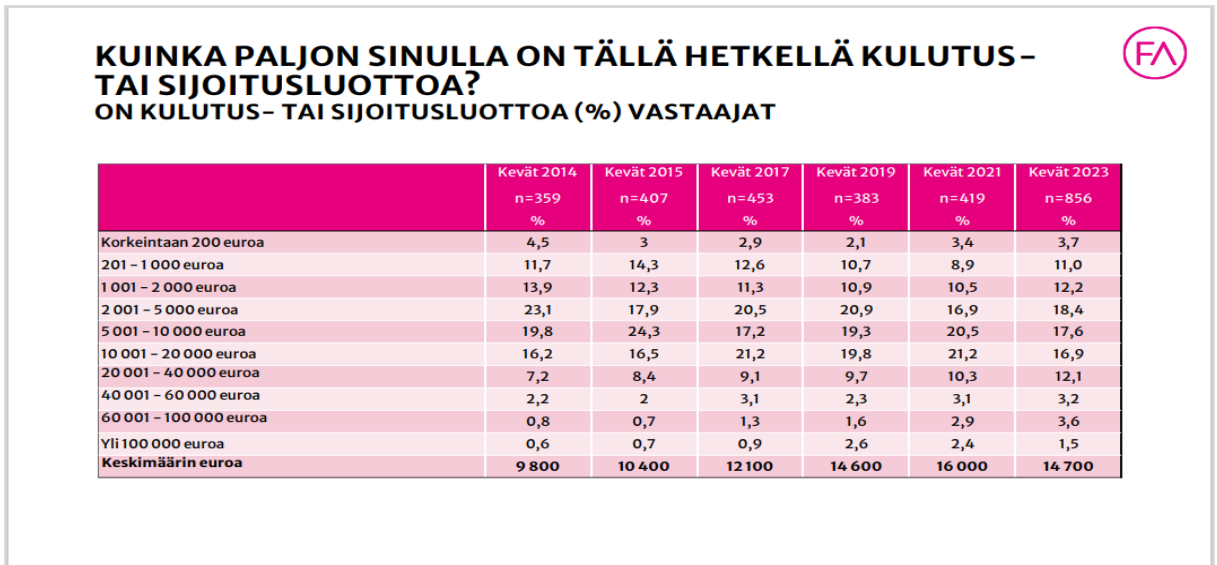 KUINKA PALJON SINULLA ON TÄLLÄ HETKELLÄ KULUTUS-
TAI SIJOITUSLUOTTOA?
ON KULUTUS- TAI SIJOITUSLUOTTOA (%) VASTAAJAT
FA
Kevät 2014 Kevät 2015 Kevät 2017 Kevät 2019 Kevät 2021 Kevät 2023
n=359 n=407 n=453 n=383 n=419 n=856
% % % % % %
Korkeintaan 200 euroa 4,5 3 2,9 2,1 3,4 3,7
201 – 1 000 euroa 11,7 14,3 12,6 10,7 8,9 11,0
1 001 – 2 000 euroa 13,9 12,3 11,3 10,9 10,5 12,2
2 001 – 5 000 euroa 23,1 17,9 20,5 20,9 16,9 18,4
5 001 – 10 000 euroa 19,8 24,3 17,2 19,3 20,5 17,6
10 001 – 20 000 euroa 16,2 16,5 21,2 19,8 21,2 16,9
20 001 – 40 000 euroa 7,2 8,4 9,1 9,7 10,3 12,1
40 001 – 60 000 euroa 2,2 2 3,1 2,3 3,1 3,2
60 001 – 100 000 euroa 0,8 0,7 1,3 1,6 2,9 3,6
Yli 100 000 euroa 0,6 0,7 0,9 2,6 2,4 1,5
Keskimäärin euroa 9 800 10 400 12 100 14 600 16 000 14 700